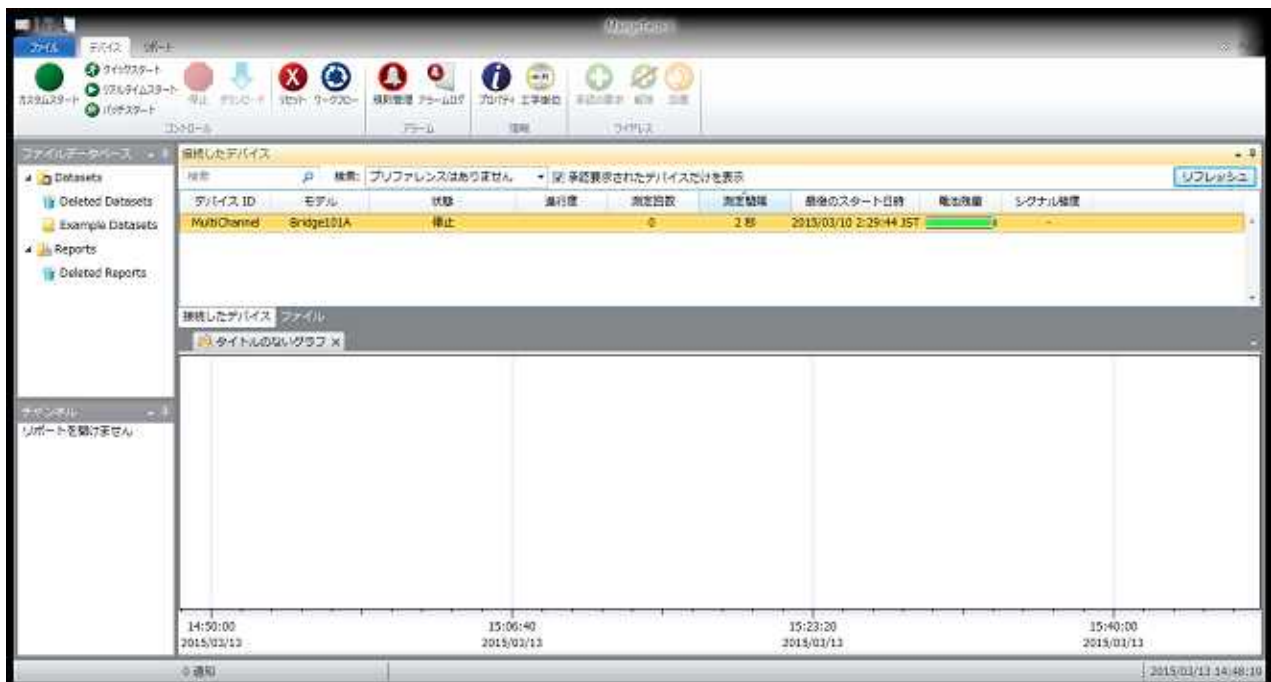 ファイル デバイス リポート
カスタムスタート
クイックスタート
リアルタイムスタート
バッチスタート
停止 ダウンロード リセット ワークフロー
コントロール
規則管理 アラームログ
アラーム
プロパティ 工学単位
情報
承認の要求 解除
ワイヤレス
ファイルデータベース
Datasets
Deleted Datasets
Example Datasets
Reports
Deleted Reports
チャンネル
リポートを開けません
接続したデバイス
検索 検索: プリファレンスはありません 承認要求されたデバイスだけを表示 リフレッシュ
デバイス ID モデル 状態 進行度 測定回数 測定間隔 最後のスタート日時 電池残量 シグナル強度
MultiChannel Bridge101A 停止 0 2 秒 2015/03/10 2:29:44 JST -
接続したデバイス ファイル
タイトルのないグラフ ×
14:50:00 15:06:40 15:23:20 15:40:00
2015/03/13 2015/03/13 2015/03/13 2015/03/13
0 通知 2015/03/13 14:48:10